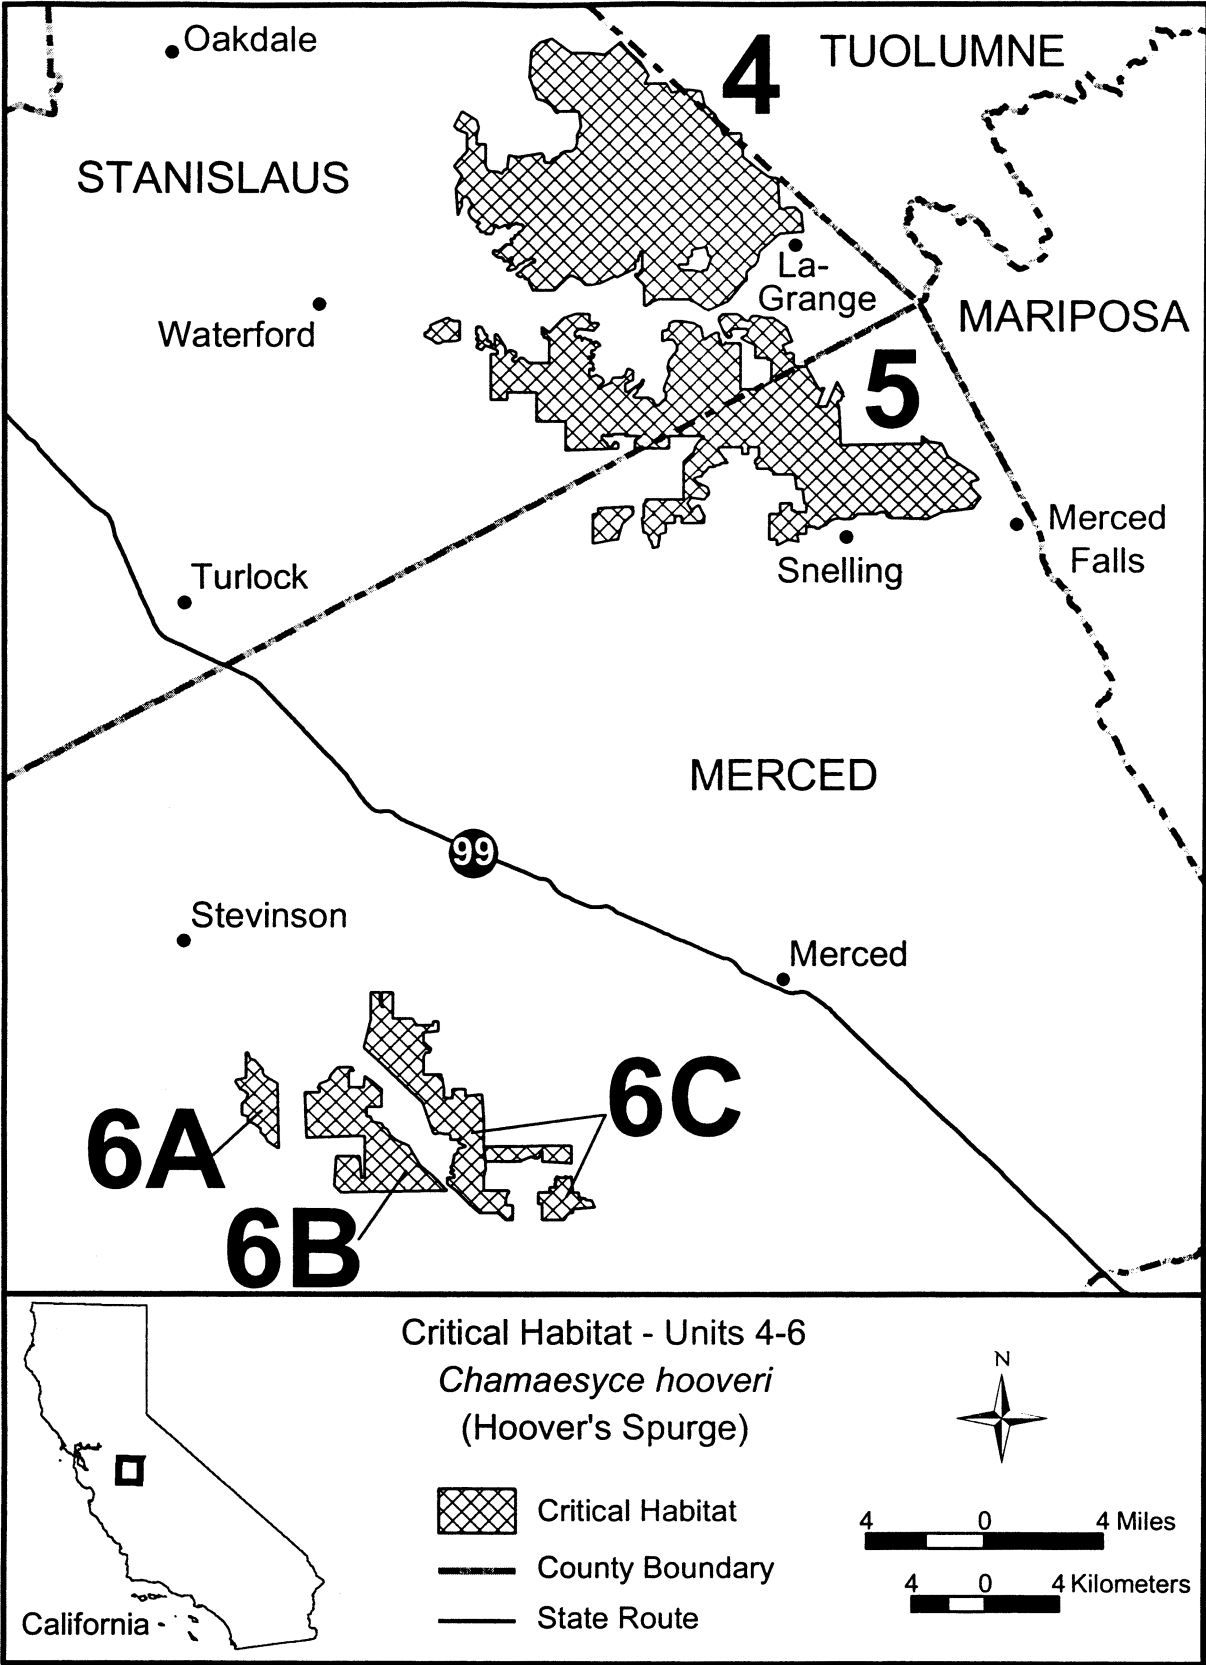 Oakdale
4
TUOLUMNE
STANISLAUS
La-
Grange
Waterford
MARIPOSA
5
Merced
Falls
Snelling
Turlock
MERCED
99
Stevinson
Merced
6A
6B
6C
Critical Habitat - Units 4-6
Chamaesyce hooveri
(Hoover's Spurge)
N
Critical Habitat
County Boundary
State Route
4 0 4 Miles
4 0 4 Kilometers
California